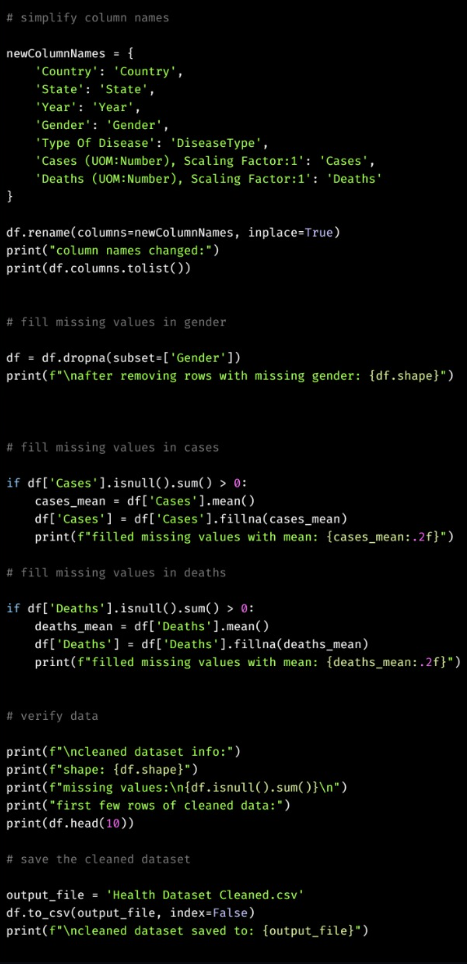 # simplify column names
newColumnNames = {
    'Country': 'Country',
    'State': 'State',
    'Year': 'Year',
    'Gender': 'Gender',
    'Type Of Disease': 'DiseaseType',
    'Cases (UOM:Number), Scaling Factor:1': 'Cases',
    'Deaths (UOM:Number), Scaling Factor:1': 'Deaths'
}
df.rename(columns=newColumnNames, inplace=True)
print("column names changed:")
print(df.columns.tolist())
# fill missing values in gender
df = df.dropna(subset=['Gender'])
print(f"\nafter removing rows with missing gender: {df.shape}")
# fill missing values in cases
if df['Cases'].isnull().sum() > 0:
    cases_mean = df['Cases'].mean()
    df['Cases'] = df['Cases'].fillna(cases_mean)
    print(f"filled missing values with mean: {cases_mean:.2f}")
# fill missing values in deaths
if df['Deaths'].isnull().sum() > 0:
    deaths_mean = df['Deaths'].mean()
    df['Deaths'] = df['Deaths'].fillna(deaths_mean)
    print(f"filled missing values with mean: {deaths_mean:.2f}")
# verify data
print(f"\ncleaned dataset info:")
print(f"shape: {df.shape}")
print(f"missing values:\n{df.isnull().sum()}\n")
print("first few rows of cleaned data:")
print(df.head(10))
# save the cleaned dataset
output_file = 'Health Dataset Cleaned.csv'
df.to_csv(output_file, index=False)
print(f"\ncleaned dataset saved to: {output_file}")